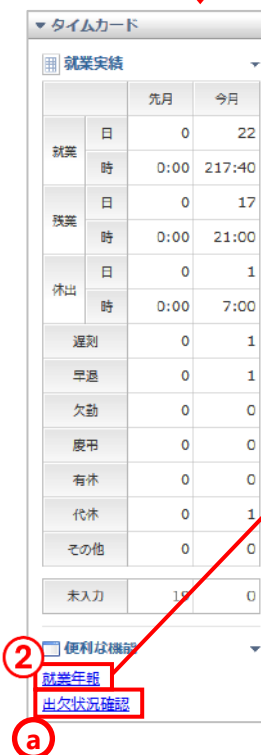 タイムカード
就業実績
先月 今月
就業 日 0 22
時 0:00 217:40
残業 日 0 17
時 0:00 21:00
休出 日 0 1
時 0:00 7:00
遅刻 0 1
早退 0 1
欠勤 0 0
慶弔 0 0
有休 0 0
代休 0 1
その他 0 0
未入力 0
② 便利な機能
就業年報
出欠状況確認
ⓐ